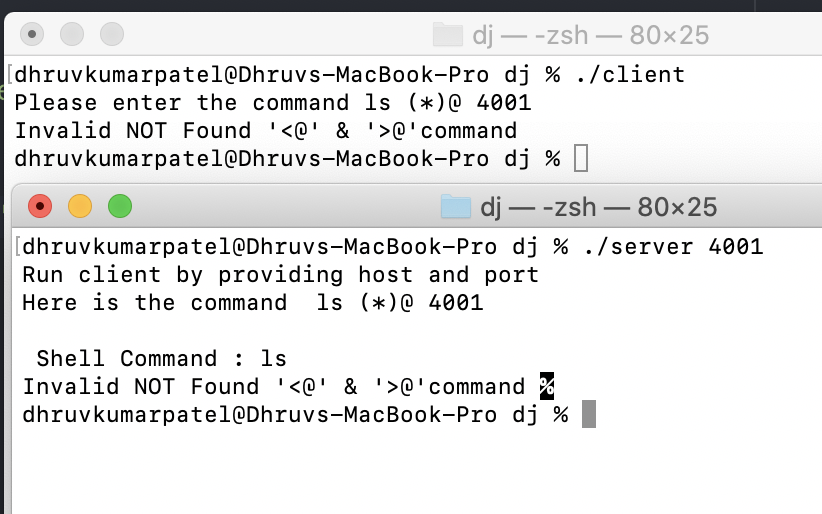 dj — -zsh — 80×25
[dhruvkumarpatel@Dhruvs-MacBook-Pro dj % ./client
Please enter the command ls (*)@ 4001
Invalid NOT Found '<@' & '>@'command
dhruvkumarpatel@Dhruvs-MacBook-Pro dj %
dj — -zsh — 80×25
[dhruvkumarpatel@Dhruvs-MacBook-Pro dj % ./server 4001
Run client by providing host and port
Here is the command  ls (*)@ 4001
 Shell Command : ls
Invalid NOT Found '<@' & '>@'command %
dhruvkumarpatel@Dhruvs-MacBook-Pro dj %